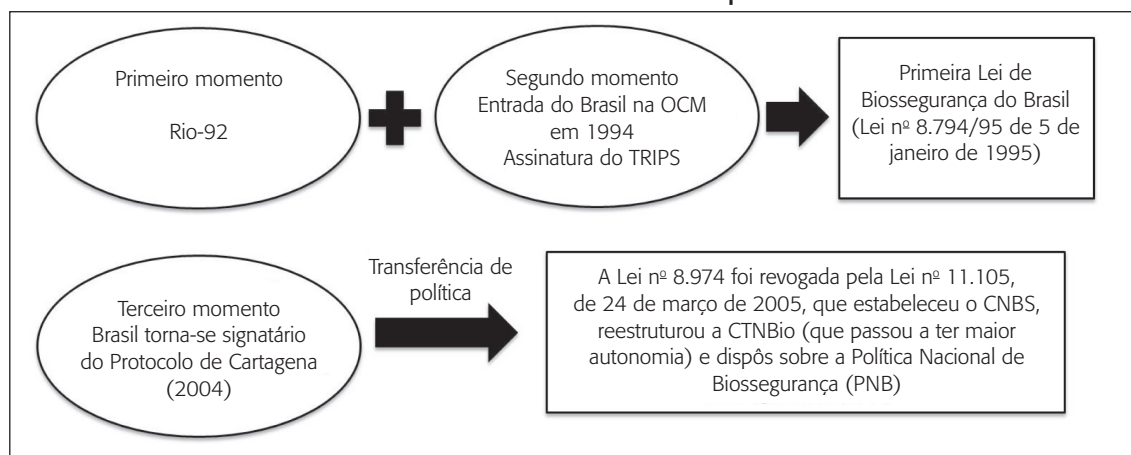 Primeiro momento
Rio-92
Segundo momento
Entrada do Brasil na OCM
em 1994
Assinatura do TRIPS
Primeira Lei de
Biossegurança do Brasil
(Lei nº 8.794/95 de 5 de
janeiro de 1995)
Terceiro momento
Brasil torna-se signatário
do Protocolo de Cartagena
(2004)
Transferência de
política
A Lei nº 8.974 foi revogada pela Lei nº 11.105,
de 24 de março de 2005, que estabeleceu o CNBS,
reestruturou a CTNBio (que passou a ter maior
autonomia) e dispôs sobre a Política Nacional de
Biossegurança (PNB)